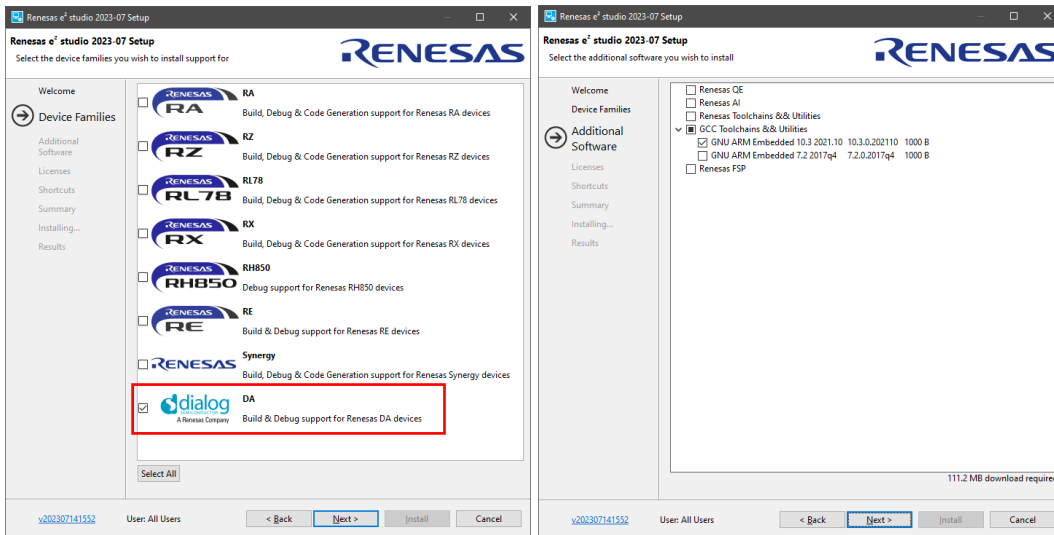 Renesas e² studio 2023-07 Setup
Renesas e² studio 2023-07 Setup
Select the device families you wish to install support for
RENESAS
Welcome
Device Families
Additional
Software
Licenses
Shortcuts
Summary
Installing...
Results
RENESAS
RA
RA
Build, Debug & Code Generation support for Renesas RA devices
RENESAS
RZ
RZ
Build, Debug & Code Generation support for Renesas RZ devices
RENESAS
RL78
RL78
Build, Debug & Code Generation support for Renesas RL78 devices
RENESAS
RX
RX
Build, Debug & Code Generation support for Renesas RX devices
RENESAS
RH850
RH850
Debug support for Renesas RH850 devices
RENESAS
RE
RE
Build & Debug support for Renesas RE devices
RENESAS
Synergy
Build, Debug & Code Generation support for Renesas Synergy devices
dialog
SEMICONDUCTOR
A Renesas Company
DA
Build & Debug support for Renesas DA devices
Select All
v202307141552
User: All Users
< Back
Next >
Install
Cancel
Renesas e² studio 2023-07 Setup
Renesas e² studio 2023-07 Setup
Select the additional software you wish to install
RENESAS
Welcome
Device Families
Additional
Software
Licenses
Shortcuts
Summary
Installing...
Results
Renesas QE
Renesas AI
Renesas Toolchains && Utilities
GCC Toolchains && Utilities
GNU ARM Embedded 10.3 2021.10 10.3.0.202110 1000 B
GNU ARM Embedded 7.2 2017q4 7.2.0.2017q4 1000 B
Renesas FSP
111.2 MB download required
v202307141552
User: All Users
< Back
Next >
Install
Cancel